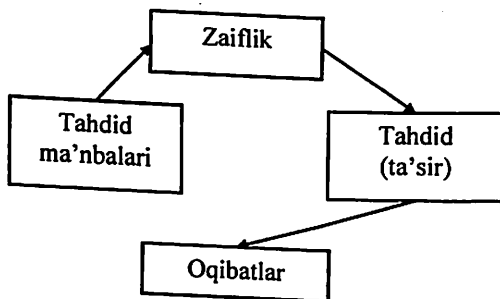 Zaiflik
Tahdid
ma’nbalari
Tahdid
(ta’sir)
Oqibatlar